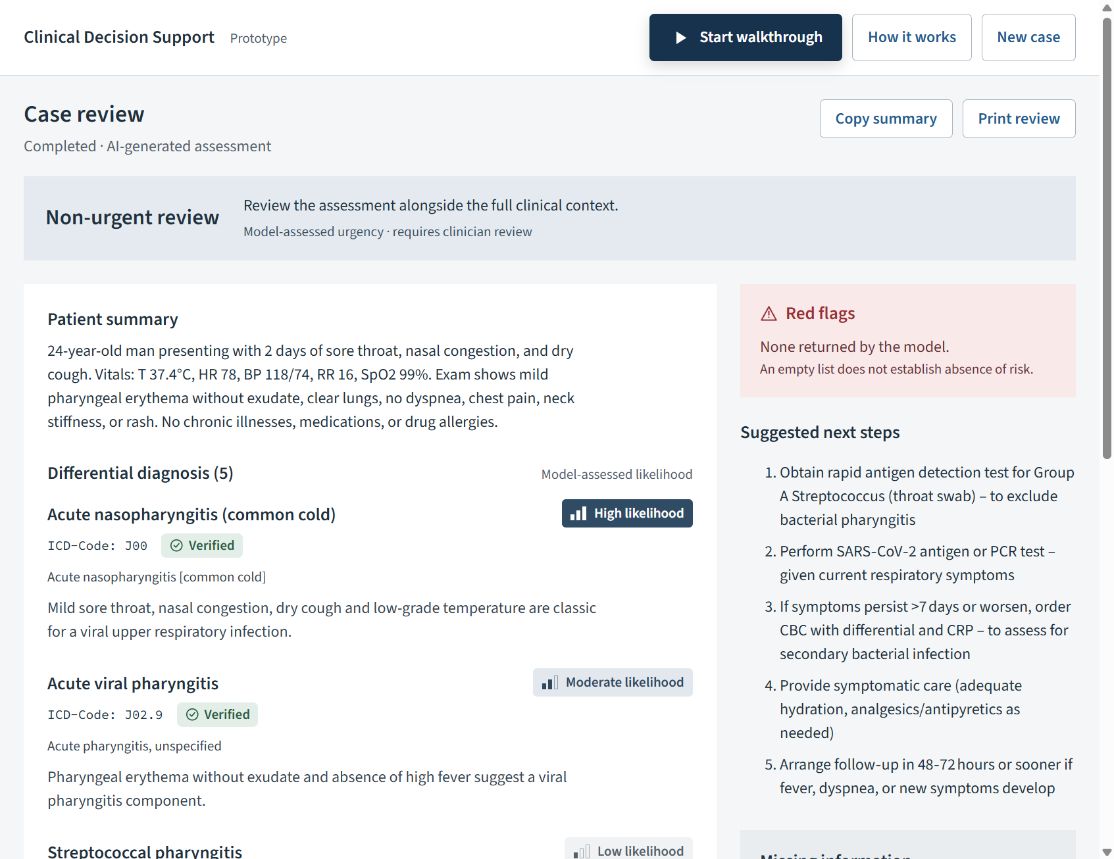 Clinical Decision Support Prototype
Start walkthrough
How it works
New case
Case review
Completed · AI-generated assessment
Copy summary
Print review
Non-urgent review
Review the assessment alongside the full clinical context.
Model-assessed urgency · requires clinician review
Patient summary
24-year-old man presenting with 2 days of sore throat, nasal congestion, and dry
cough. Vitals: T 37.4°C, HR 78, BP 118/74, RR 16, SpO2 99%. Exam shows mild
pharyngeal erythema without exudate, clear lungs, no dyspnea, chest pain, neck
stiffness, or rash. No chronic illnesses, medications, or drug allergies.
Differential diagnosis (5)
Model-assessed likelihood
Acute nasopharyngitis (common cold)
High likelihood
ICD-Code: J00
Verified
Acute nasopharyngitis [common cold]
Mild sore throat, nasal congestion, dry cough and low-grade temperature are classic
for a viral upper respiratory infection.
Acute viral pharyngitis
Moderate likelihood
ICD-Code: J02.9
Verified
Acute pharyngitis, unspecified
Pharyngeal erythema without exudate and absence of high fever suggest a viral
pharyngitis component.
Streptococcal pharyngitis
Low likelihood
Red flags
None returned by the model.
An empty list does not establish absence of risk.
Suggested next steps
1. Obtain rapid antigen detection test for Group
A Streptococcus (throat swab) – to exclude
bacterial pharyngitis
2. Perform SARS-CoV-2 antigen or PCR test –
given current respiratory symptoms
3. If symptoms persist >7 days or worsen, order
CBC with differential and CRP – to assess for
secondary bacterial infection
4. Provide symptomatic care (adequate
hydration, analgesics/antipyretics as
needed)
5. Arrange follow-up in 48-72 hours or sooner if
fever, dyspnea, or new symptoms develop
Missing information